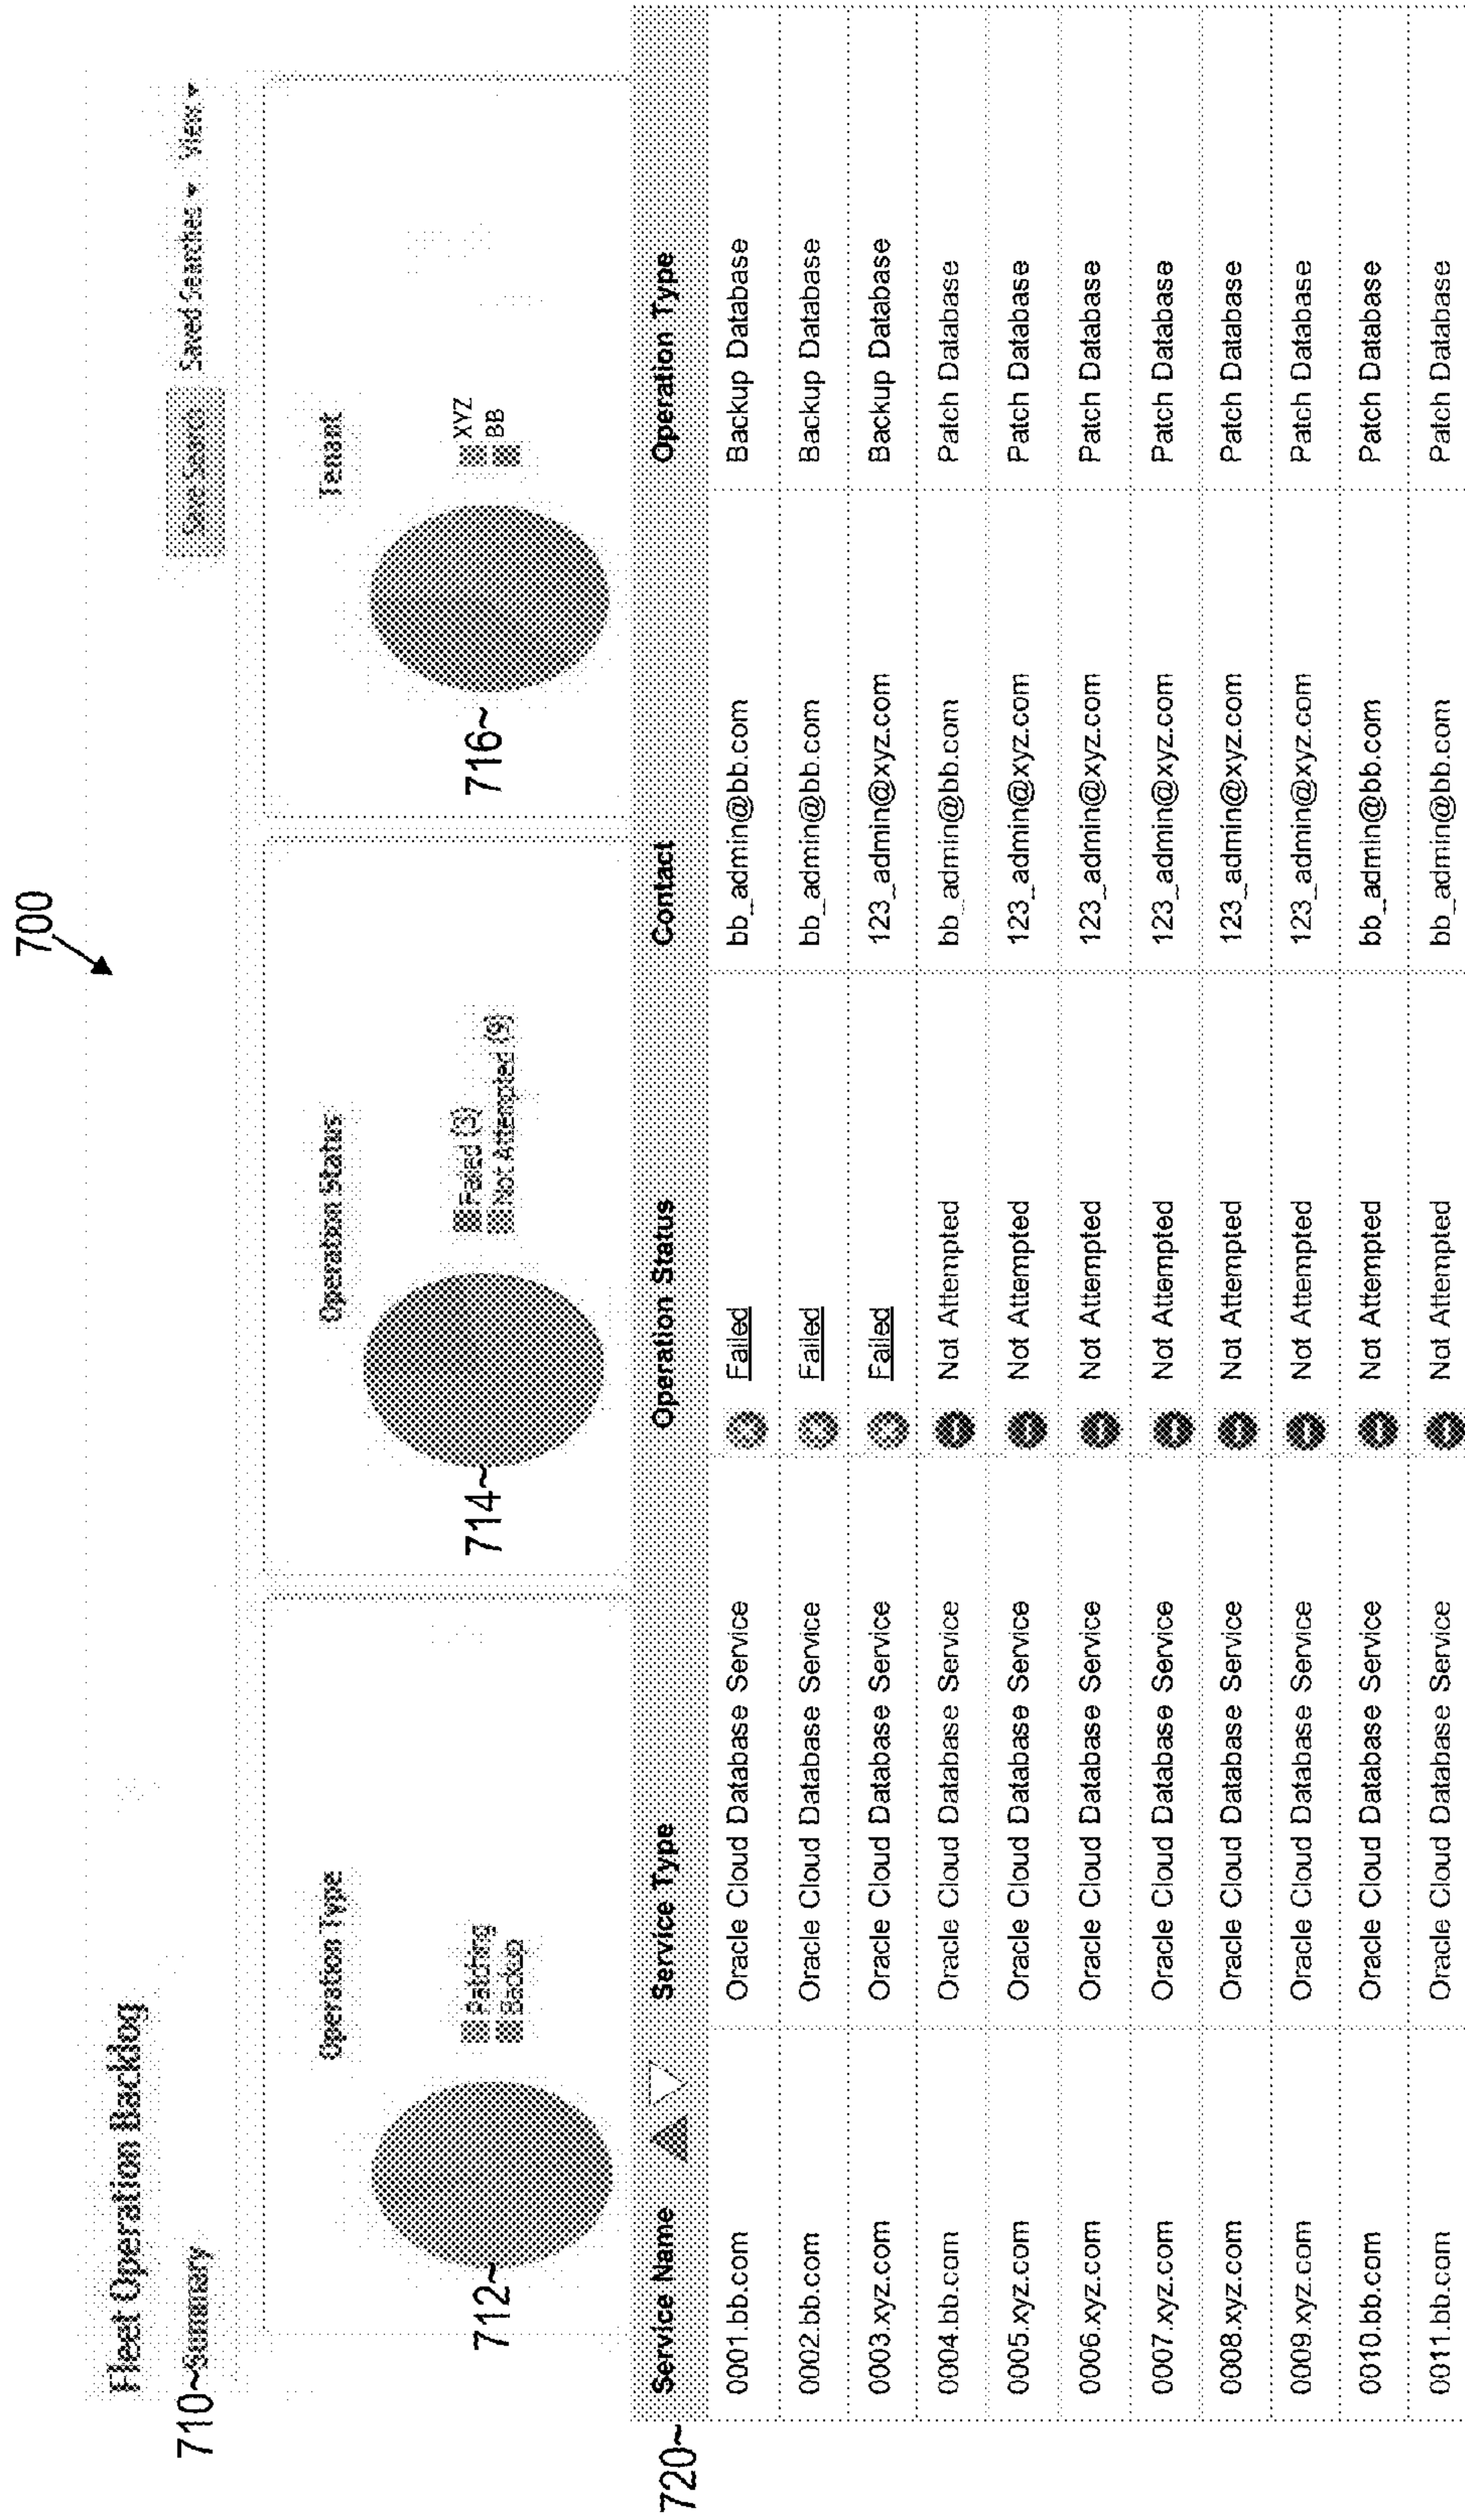 700
Fleet Operation Backlog
710~Summary
Save Search Saved Searches View
Operation Type
712~
Patching
Backup
Operation Status
714~
Failed (3)
Not Attempted (9)
Tenant
716~
XYZ
BB
720~
Service Name Service Type Operation Status Contact Operation Type
0001.bb.com Oracle Cloud Database Service Failed bb_admin@bb.com Backup Database
0002.bb.com Oracle Cloud Database Service Failed bb_admin@bb.com Backup Database
0003.xyz.com Oracle Cloud Database Service Failed 123_admin@xyz.com Backup Database
0004.bb.com Oracle Cloud Database Service Not Attempted bb_admin@bb.com Patch Database
0005.xyz.com Oracle Cloud Database Service Not Attempted 123_admin@xyz.com Patch Database
0006.xyz.com Oracle Cloud Database Service Not Attempted 123_admin@xyz.com Patch Database
0007.xyz.com Oracle Cloud Database Service Not Attempted 123_admin@xyz.com Patch Database
0008.xyz.com Oracle Cloud Database Service Not Attempted 123_admin@xyz.com Patch Database
0009.xyz.com Oracle Cloud Database Service Not Attempted 123_admin@xyz.com Patch Database
0010.bb.com Oracle Cloud Database Service Not Attempted bb_admin@bb.com Patch Database
0011.bb.com Oracle Cloud Database Service Not Attempted bb_admin@bb.com Patch Database